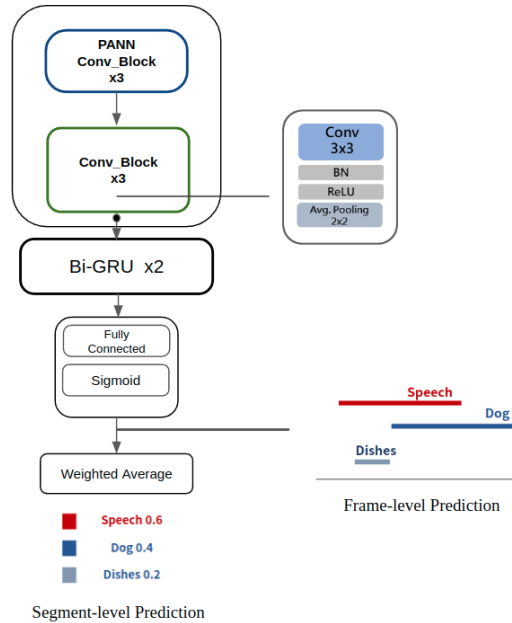 PANN
Conv_Block
x3
Conv_Block
x3
Conv
3x3
BN
ReLU
Avg. Pooling
2x2
Bi-GRU x2
Fully
Connected
Sigmoid
Speech
Dog
Dishes
Weighted Average
Frame-level Prediction
Speech 0.6
Dog 0.4
Dishes 0.2
Segment-level Prediction